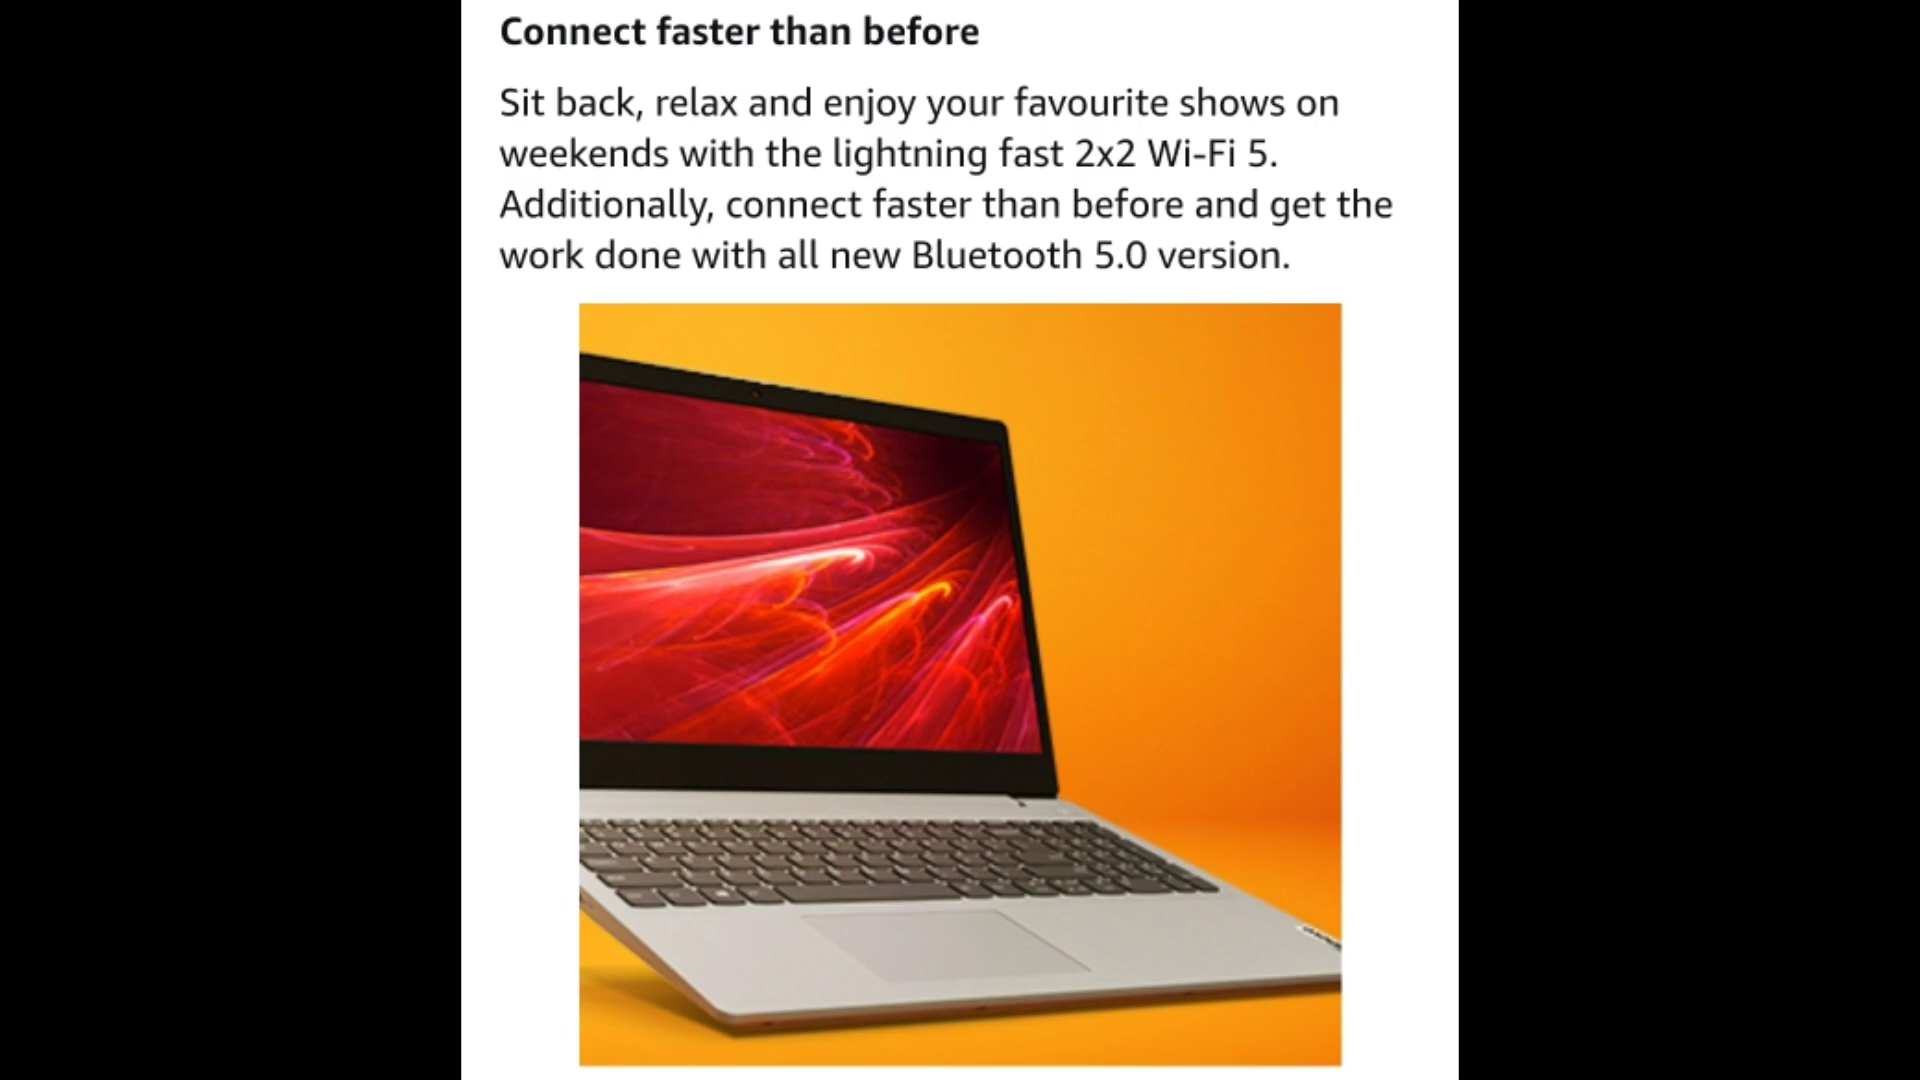 Connect faster than before
Sit back, relax and enjoy your favourite shows on
weekends with the lightning fast 2x2 Wi-Fi 5.
Additionally, connect faster than before and get the
work done with all new Bluetooth 5.0 version.